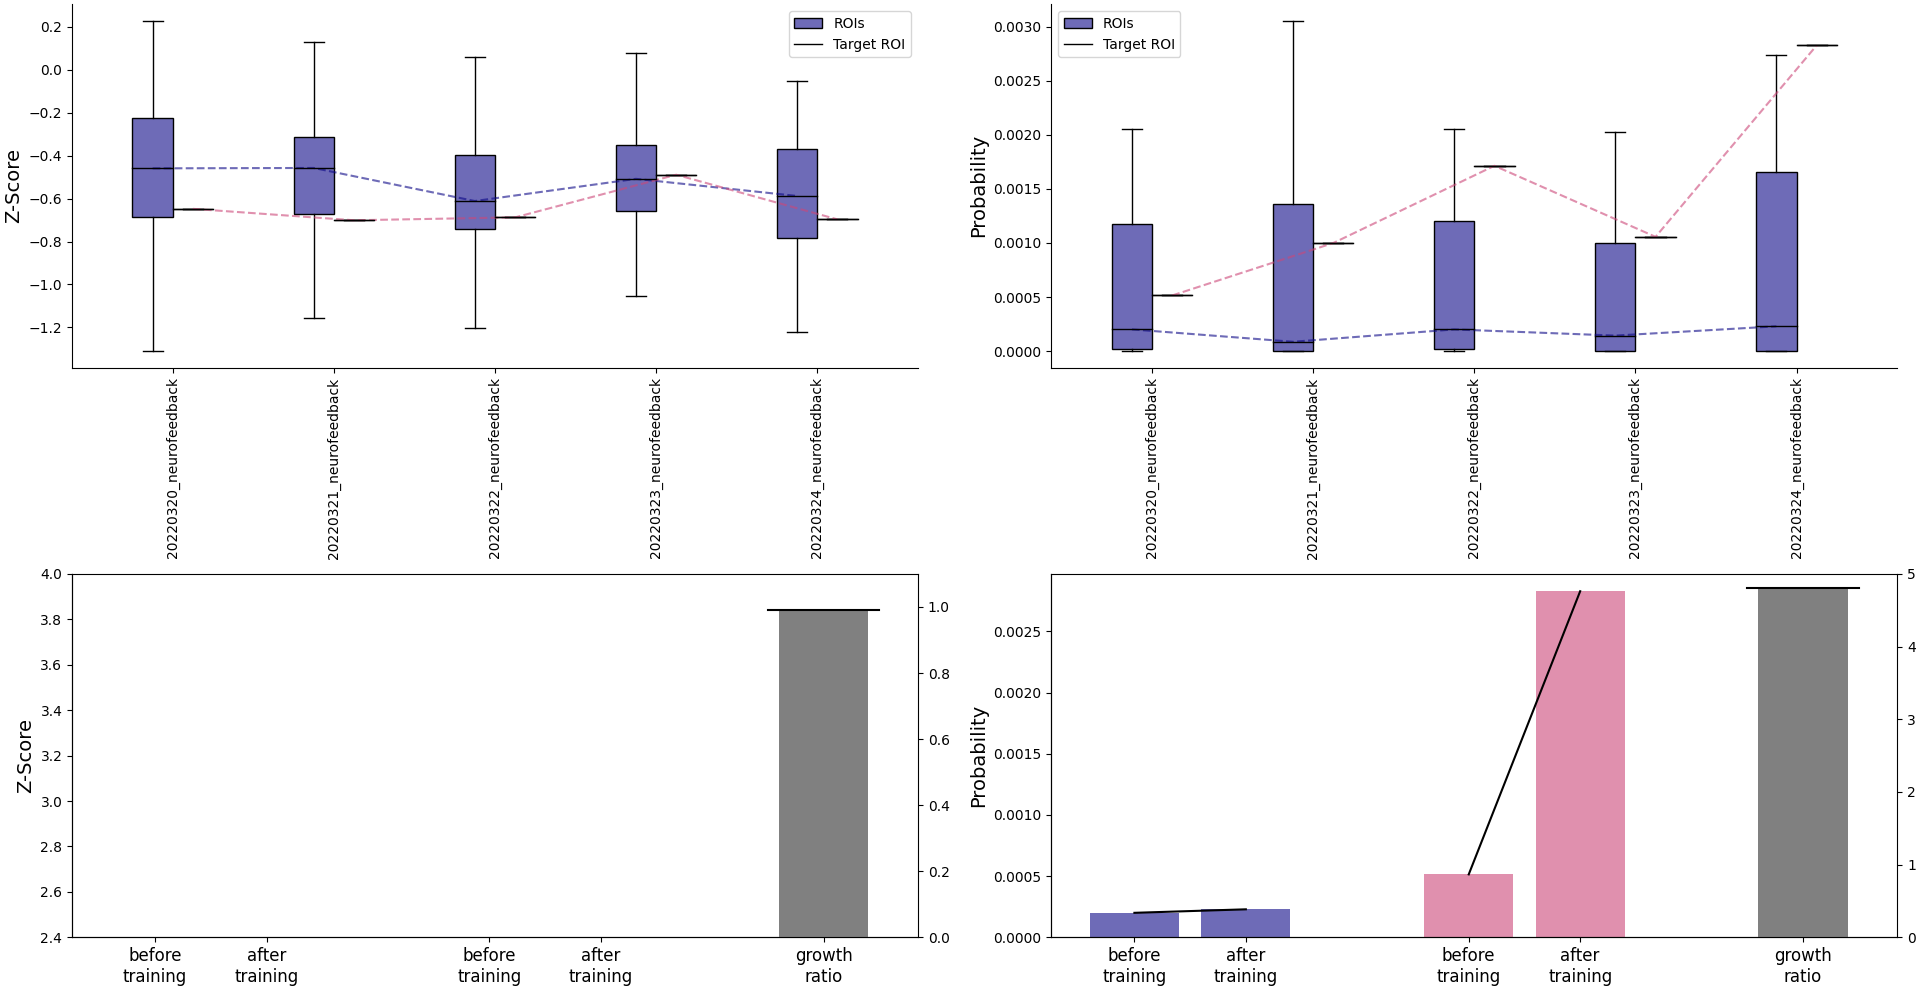 Z-Score
0.2
0.0
−0.2
−0.4
−0.6
−0.8
−1.0
−1.2
ROIs
Target ROI
20220320_neurofeedback
20220321_neurofeedback
20220322_neurofeedback
20220323_neurofeedback
20220324_neurofeedback
Probability
0.0030
0.0025
0.0020
0.0015
0.0010
0.0005
0.0000
ROIs
Target ROI
20220320_neurofeedback
20220321_neurofeedback
20220322_neurofeedback
20220323_neurofeedback
20220324_neurofeedback
Z-Score
4.0
3.8
3.6
3.4
3.2
3.0
2.8
2.6
2.4
1.0
0.8
0.6
0.4
0.2
0.0
before
training
after
training
before
training
after
training
growth
ratio
Probability
0.0025
0.0020
0.0015
0.0010
0.0005
0.0000
5
4
3
2
1
0
before
training
after
training
before
training
after
training
growth
ratio